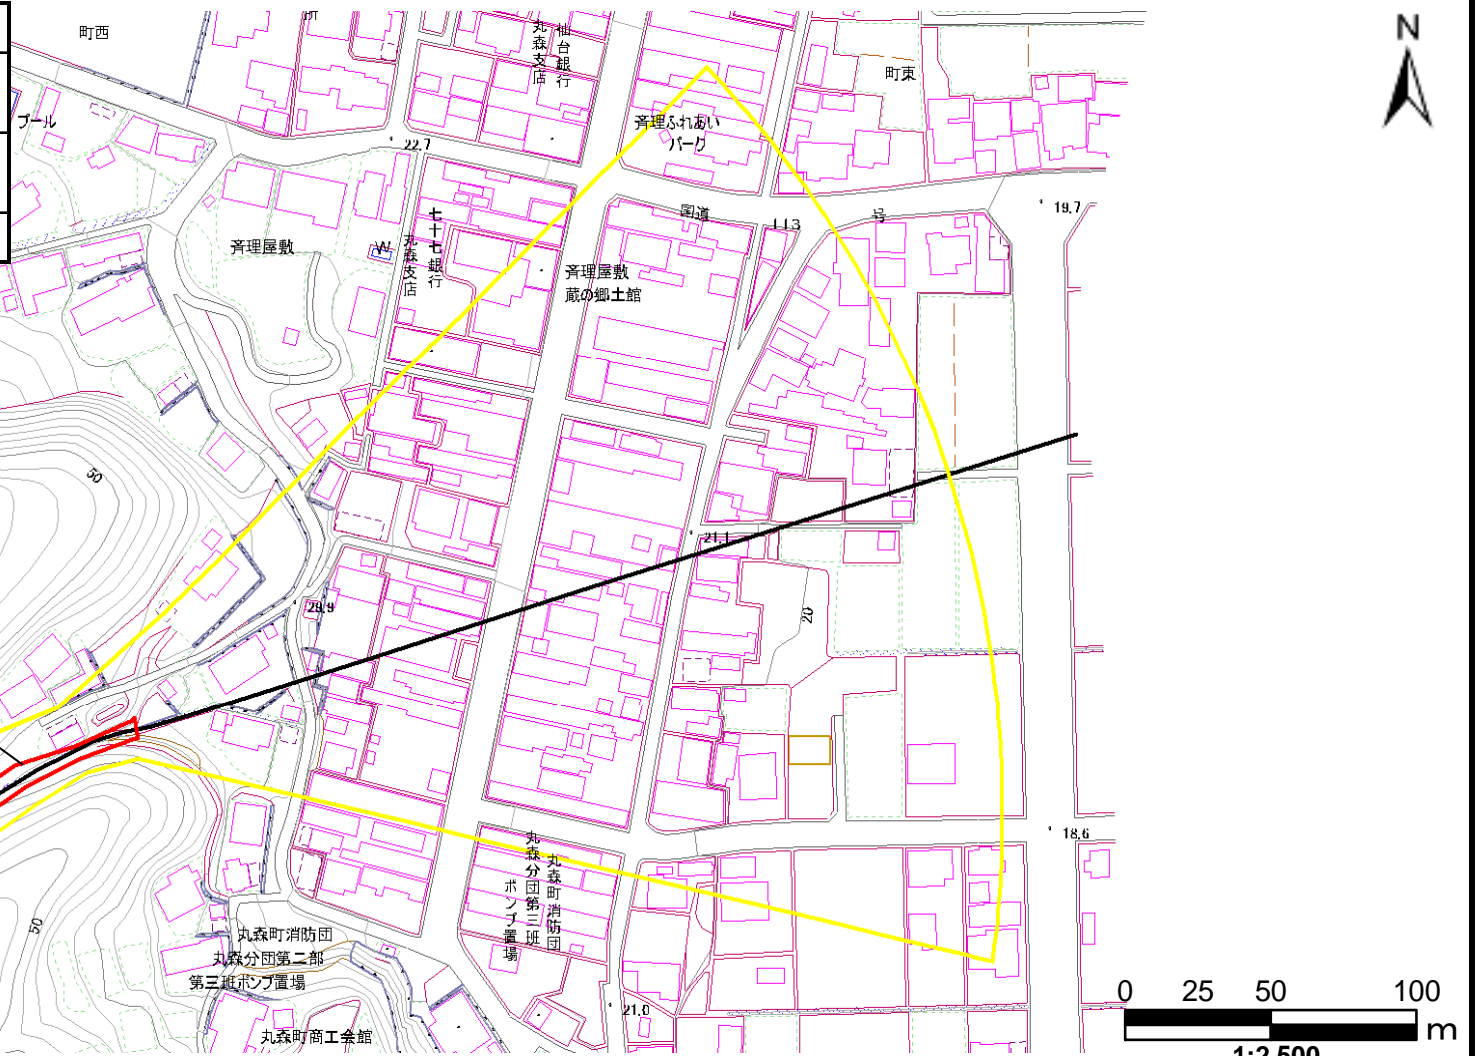 町西
所
仙台銀行
丸森支店
町東
N
プール
22.7
斉理ふれあい
パーク
19.7
国道
113
号
斉理屋敷
W
七十七銀行
丸森支店
斉理屋敷
蔵の郷土館
50
21.1
29.9
20
18.6
丸森町消防団
丸森分団第三班
ポンプ置場
50
丸森町消防団
丸森分団第二部
第三班ポンプ置場
丸森町商工会館
21.0
0 25 50 100
m
1:2,500